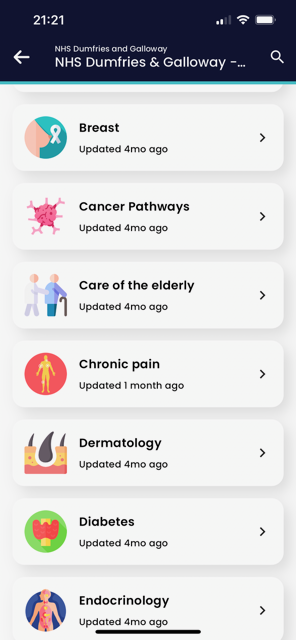 21:21
NHS Dumfries and Galloway
NHS Dumfries & Galloway -...
Breast
Updated 4mo ago
Cancer Pathways
Updated 4mo ago
Care of the elderly
Updated 4mo ago
Chronic pain
Updated 1 month ago
Dermatology
Updated 4mo ago
Diabetes
Updated 4mo ago
Endocrinology
Updated 4mo ago